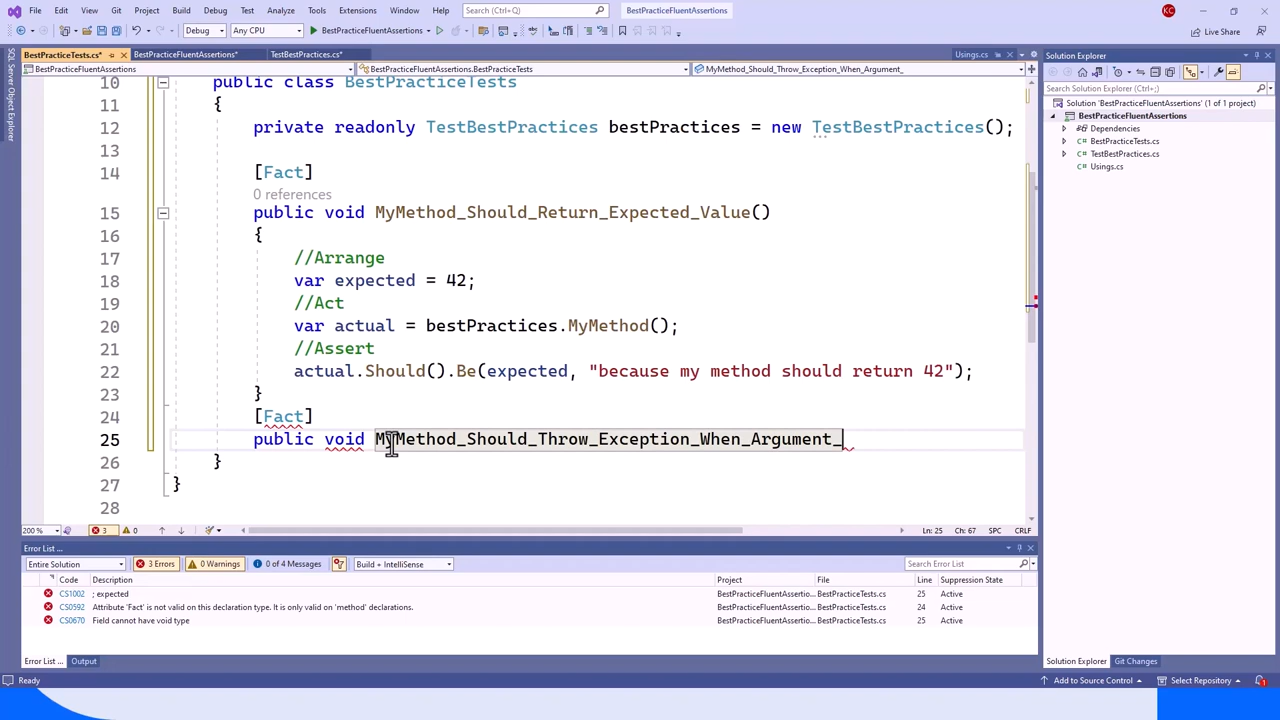 File Edit View Git Project Build Debug Test Analyze Tools Extensions Window Help Search (Ctrl+Q) BestPracticeFluentAssertions KC
Debug Any CPU BestPracticeFluentAssertions Live Share
SQL Server Object Explorer
BestPracticeTests.cs* BestPracticeFluentAssertions* TestBestPractices.cs* Usings.cs
BestPracticeFluentAssertions BestPracticeFluentAssertions.BestPracticeTests MyMethod_Should_Throw_Exception_When_Argument_
10 public class BestPracticeTests
11 {
12 private readonly TestBestPractices bestPractices = new TestBestPractices();
13
14 [Fact]
0 references
15 public void MyMethod_Should_Return_Expected_Value()
16 {
17 //Arrange
18 var expected = 42;
19 //Act
20 var actual = bestPractices.MyMethod();
21 //Assert
22 actual.Should().Be(expected, "because my method should return 42");
23 }
24 [Fact]
25 public void MyMethod_Should_Throw_Exception_When_Argument_
26 }
27 }
28
200 % 3 0 Ln: 25 Ch: 67 SPC CRLF
Error List ...
Entire Solution 3 Errors 0 Warnings 0 of 4 Messages Build + IntelliSense Search Error List
Code Description Project File Line Suppression State
CS1002 ; expected BestPracticeFluentAssertio... BestPracticeTests.cs 25 Active
CS0592 Attribute 'Fact' is not valid on this declaration type. It is only valid on 'method' declarations. BestPracticeFluentAssertio... BestPracticeTests.cs 24 Active
CS0670 Field cannot have void type BestPracticeFluentAssertio... BestPracticeTests.cs 25 Active
Error List ... Output
Solution Explorer
Search Solution Explorer (Ctrl+;)
Solution 'BestPracticeFluentAssertions' (1 of 1 project)
BestPracticeFluentAssertions
Dependencies
C# BestPracticeTests.cs
C# TestBestPractices.cs
C# Usings.cs
Solution Explorer Git Changes
Ready Add to Source Control Select Repository 1